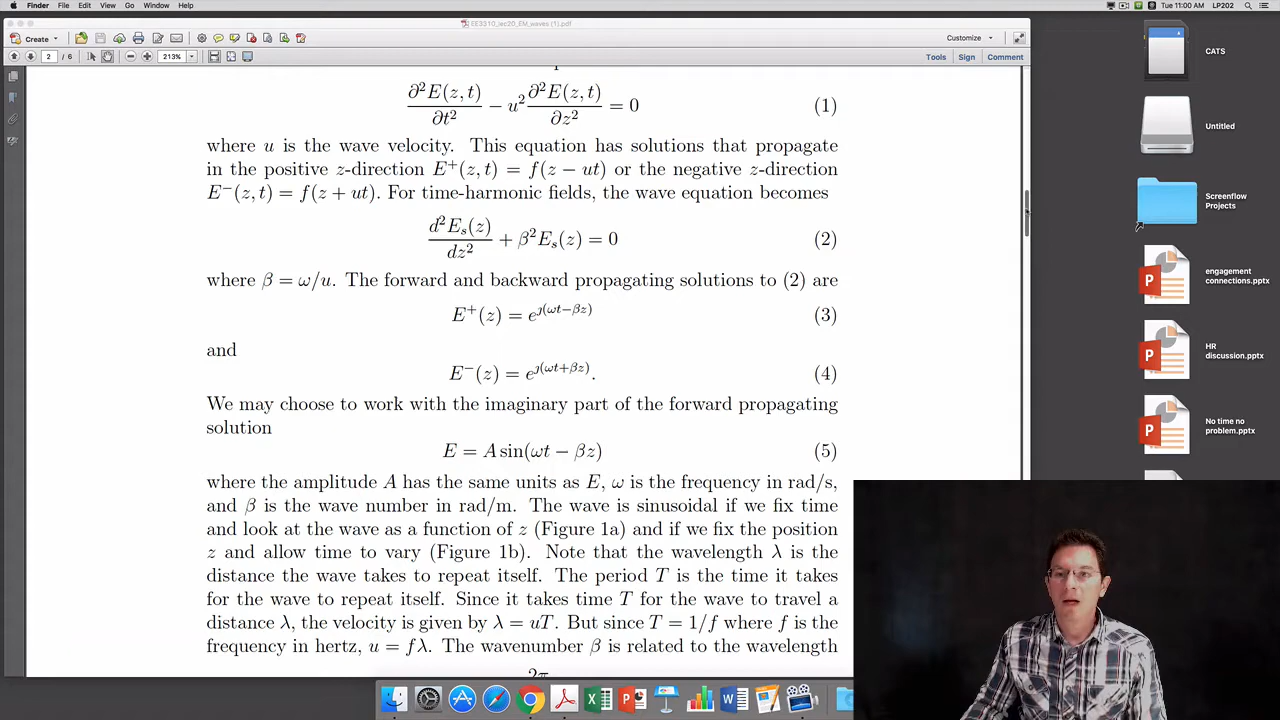 Finder File Edit View Go Window Help
Tue 11:00 AM LP202
EE3310_lec20_EM_waves (1).pdf
Create
Customize
2 / 6
213%
Tools Sign Comment
∂²E(z,t)/∂t² − u² ∂²E(z,t)/∂z² = 0 (1)
where u is the wave velocity. This equation has solutions that propagate
in the positive z-direction E⁺(z,t) = f(z − ut) or the negative z-direction
E⁻(z,t) = f(z + ut). For time-harmonic fields, the wave equation becomes
d²Eₛ(z)/dz² + β²Eₛ(z) = 0 (2)
where β = ω/u. The forward and backward propagating solutions to (2) are
E⁺(z) = e^{ȷ(ωt−βz)} (3)
and
E⁻(z) = e^{ȷ(ωt+βz)}. (4)
We may choose to work with the imaginary part of the forward propagating
solution
E = A sin(ωt − βz) (5)
where the amplitude A has the same units as E, ω is the frequency in rad/s,
and β is the wave number in rad/m. The wave is sinusoidal if we fix time
and look at the wave as a function of z (Figure 1a) and if we fix the position
z and allow time to vary (Figure 1b). Note that the wavelength λ is the
distance the wave takes to repeat itself. The period T is the time it takes
for the wave to repeat itself. Since it takes time T for the wave to travel a
distance λ, the velocity is given by λ = uT. But since T = 1/f where f is the
frequency in hertz, u = fλ. The wavenumber β is related to the wavelength
2π
CATS
Untitled
Screenflow
Projects
engagement
connections.pptx
HR
discussion.pptx
No time no
problem.pptx